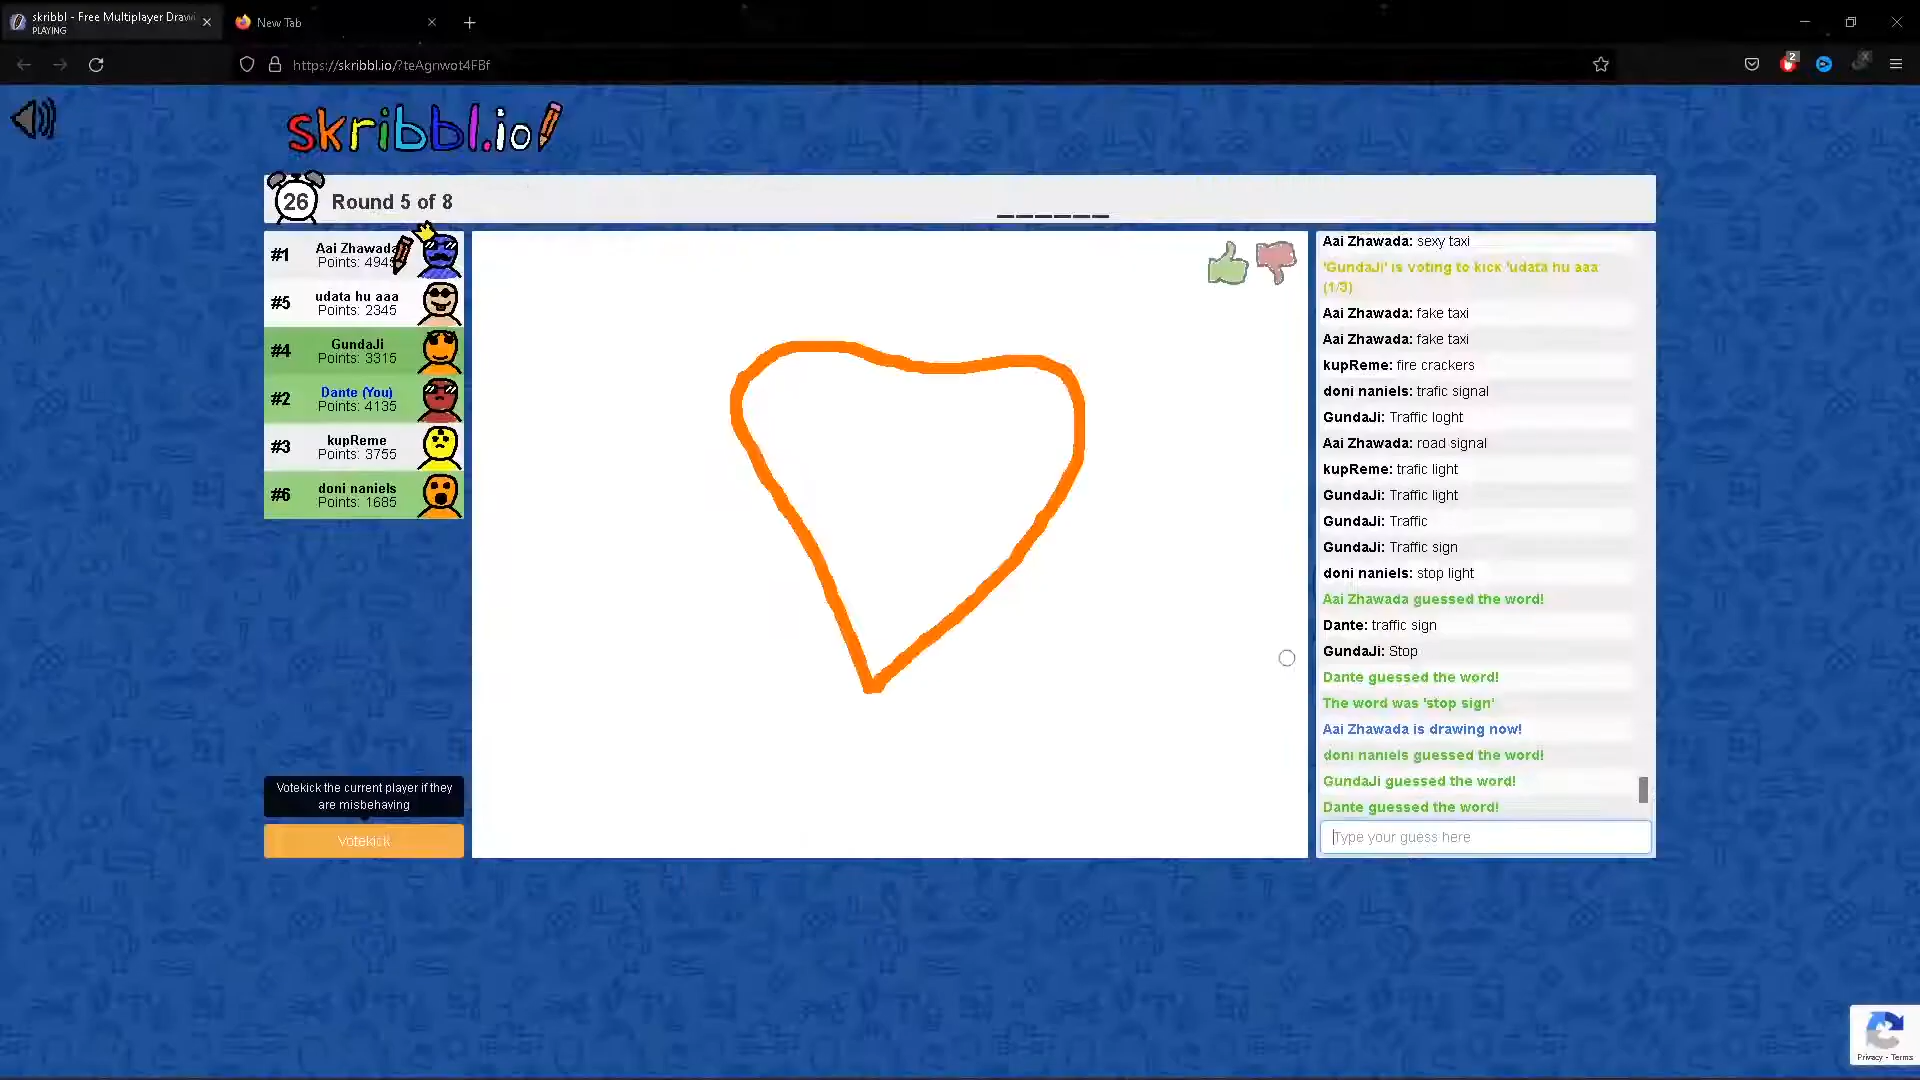 skribbl - Free Multiplayer Drawi
PLAYING
New Tab
https://skribbl.io/?teAgnwot4FBf
2
skribbl.io
26
Round 5 of 8
______
#1
Aai Zhawada
Points: 4945
#5
udata hu aaa
Points: 2345
#4
GundaJi
Points: 3315
#2
Dante (You)
Points: 4135
#3
kupReme
Points: 3755
#6
doni naniels
Points: 1685
Votekick the current player if they
are misbehaving
Votekick
Aai Zhawada: sexy taxi
'GundaJi' is voting to kick 'udata hu aaa
(1/3)
Aai Zhawada: fake taxi
Aai Zhawada: fake taxi
kupReme: fire crackers
doni naniels: trafic signal
GundaJi: Traffic loght
Aai Zhawada: road signal
kupReme: trafic light
GundaJi: Traffic light
GundaJi: Traffic
GundaJi: Traffic sign
doni naniels: stop light
Aai Zhawada guessed the word!
Dante: traffic sign
GundaJi: Stop
Dante guessed the word!
The word was 'stop sign'
Aai Zhawada is drawing now!
doni naniels guessed the word!
GundaJi guessed the word!
Dante guessed the word!
Type your guess here
Privacy - Terms